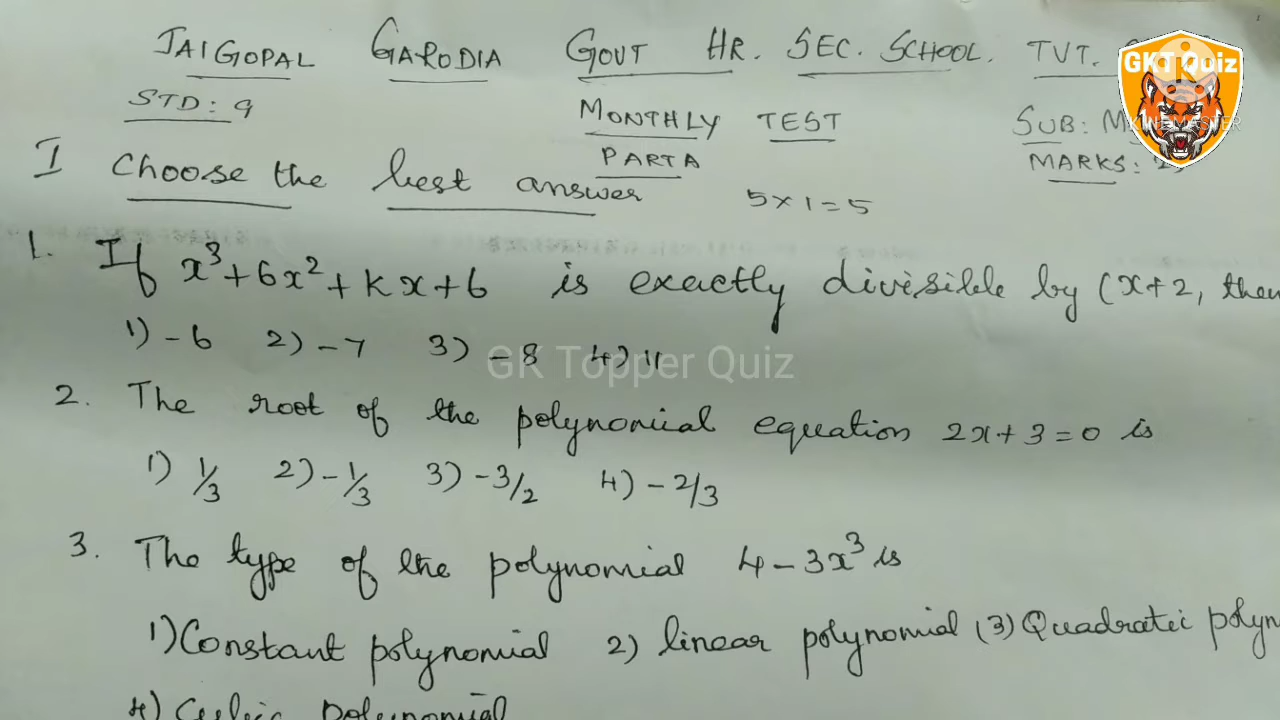 JAIGOPAL GARODIA GOVT HR. SEC. SCHOOL. TVT.
GKT Quiz
STD: 9 MONTHLY TEST SUB:
KINEMASTER
PART A MARKS:
I Choose the best answer 5×1=5
1. If x³+6x²+kx+6 is exactly divisible by (x+2, then
1) -6 2) -7 3) -8 4) 11
GK Topper Quiz
2. The root of the polynomial equation 2x+3=0 is
1) 1/3 2) -1/3 3) -3/2 4) -2/3
3. The type of the polynomial 4-3x³ is
1) Constant polynomial 2) linear polynomial (3) Quadratic polyn
4) Cubic polynomial